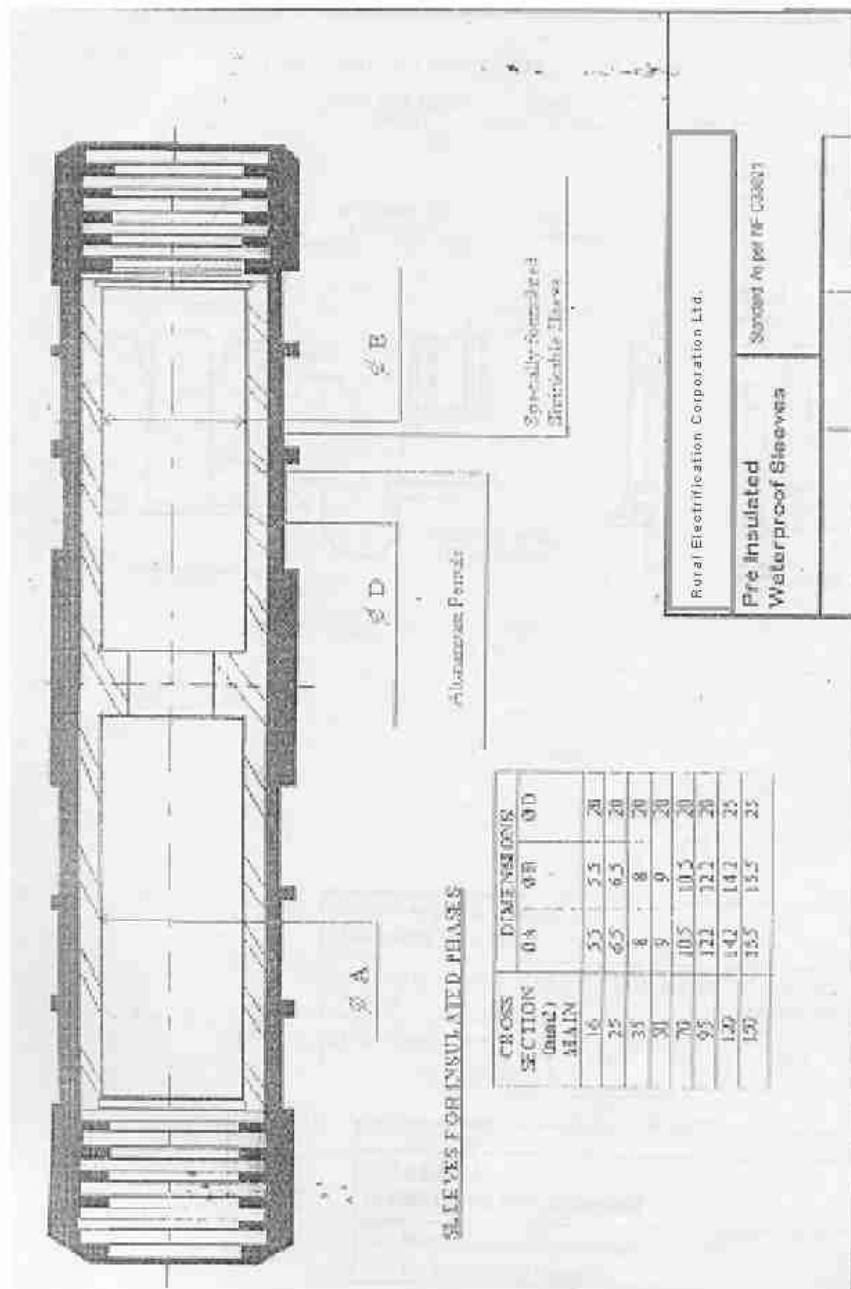 Ø A
Ø D
Ø B
Specially formulated
Shrinkable Sleeve
SLEEVES FOR INSULATED PHASES
CROSS SECTION (mm2) MAIN DIMENSIONS
ØA ØB ØD
16 5.5 5.5 20
25 6.5 6.5 20
35 8 8 20
50 9 9 20
70 10.5 10.5 20
95 12.2 12.2 20
120 14.2 14.2 25
150 15.5 15.5 25
Rural Electrification Corporation Ltd.
Pre Insulated
Waterproof Sleeves
Standard As per NF C33021